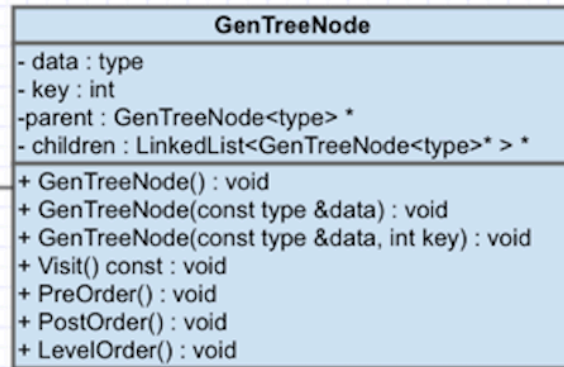 GenTreeNode
- data : type
- key : int
-parent : GenTreeNode<type> *
- children : LinkedList<GenTreeNode<type>* > *
+ GenTreeNode() : void
+ GenTreeNode(const type &data) : void
+ GenTreeNode(const type &data, int key) : void
+ Visit() const : void
+ PreOrder() : void
+ PostOrder() : void
+ LevelOrder() : void